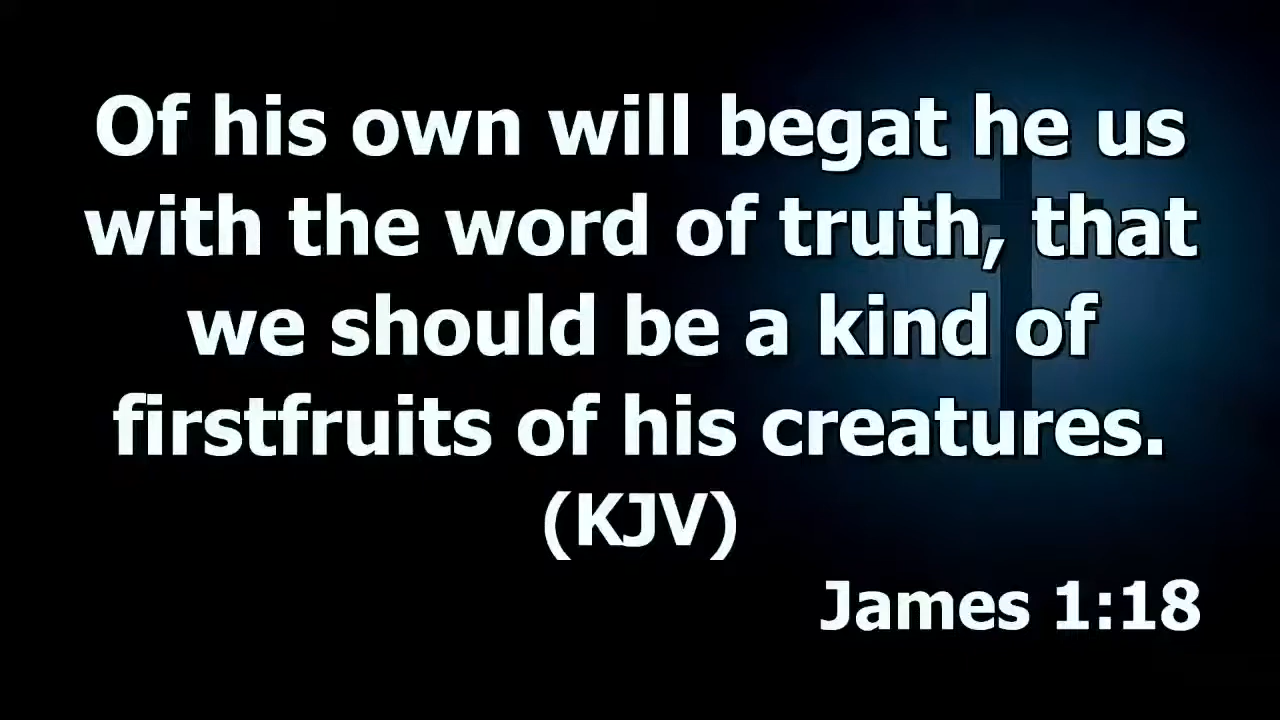 Of his own will begat he us
with the word of truth, that
we should be a kind of
firstfruits of his creatures.
(KJV)
James 1:18